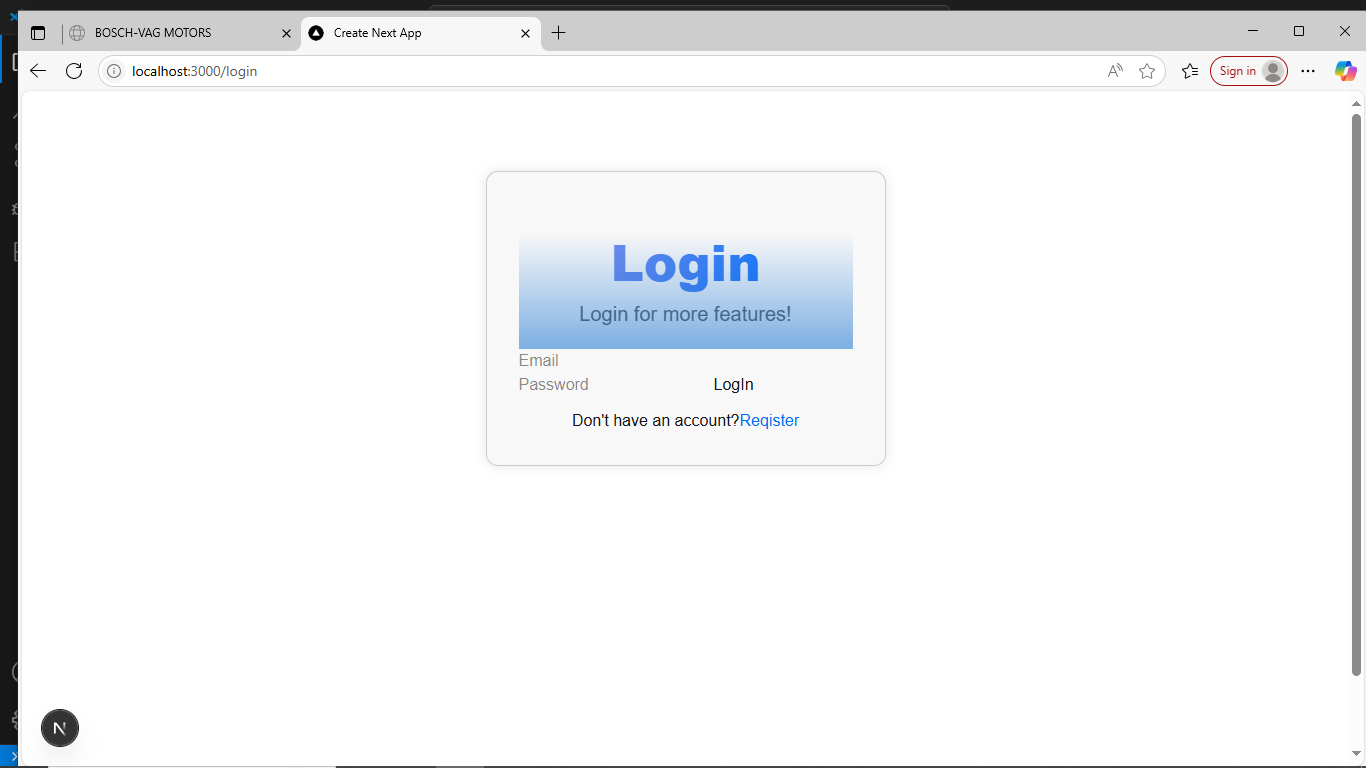 BOSCH-VAG MOTORS
Create Next App
localhost:3000/login
Sign in
Login
Login for more features!
Email
Password
LogIn
Don't have an account?Reqister
N